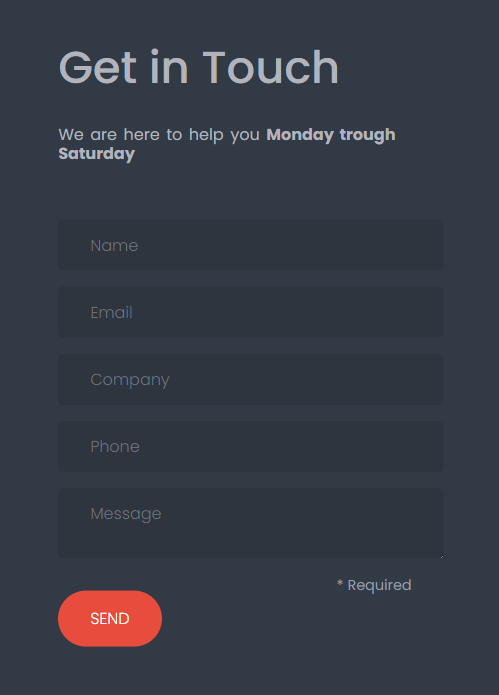 Get in Touch
We are here to help you Monday trough
Saturday
Name
Email
Company
Phone
Message
* Required
SEND